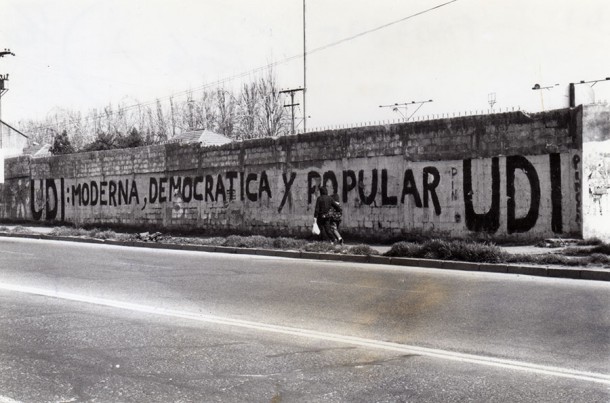 UDI: MODERNA, DEMOCRATICA Y POPULAR UDI